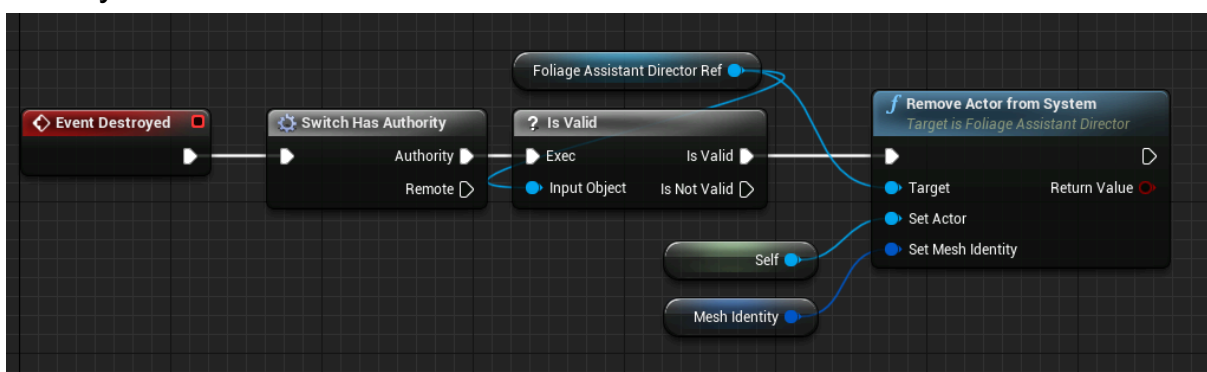 Foliage Assistant Director Ref
Event Destroyed
Switch Has Authority
Authority
Remote
? Is Valid
Exec
Is Valid
Input Object
Is Not Valid
f Remove Actor from System
Target is Foliage Assistant Director
Target
Return Value
Set Actor
Set Mesh Identity
Self
Mesh Identity